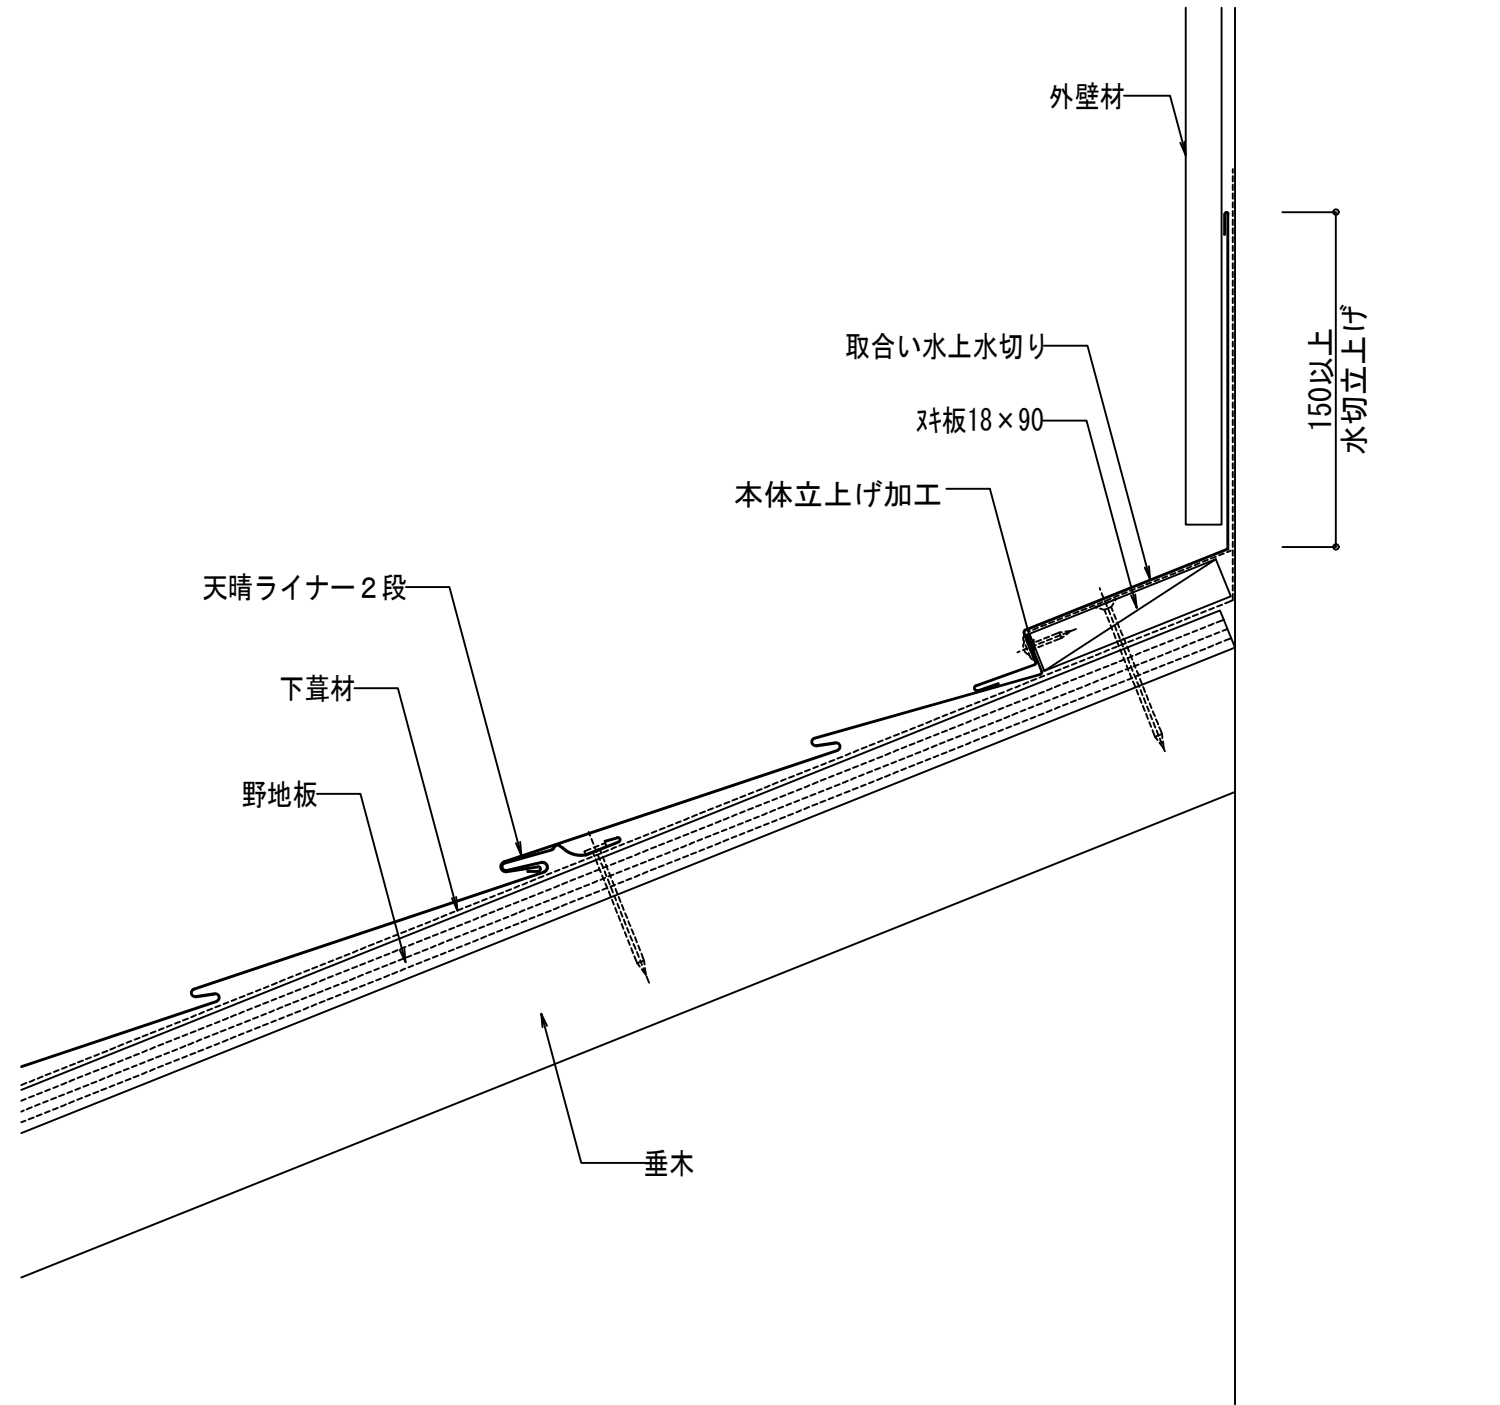 外壁材
取合い水上水切り
ﾇｷ板18×90
本体立上げ加工
天晴ライナー２段
下葺材
野地板
垂木
150以上
水切立上げ